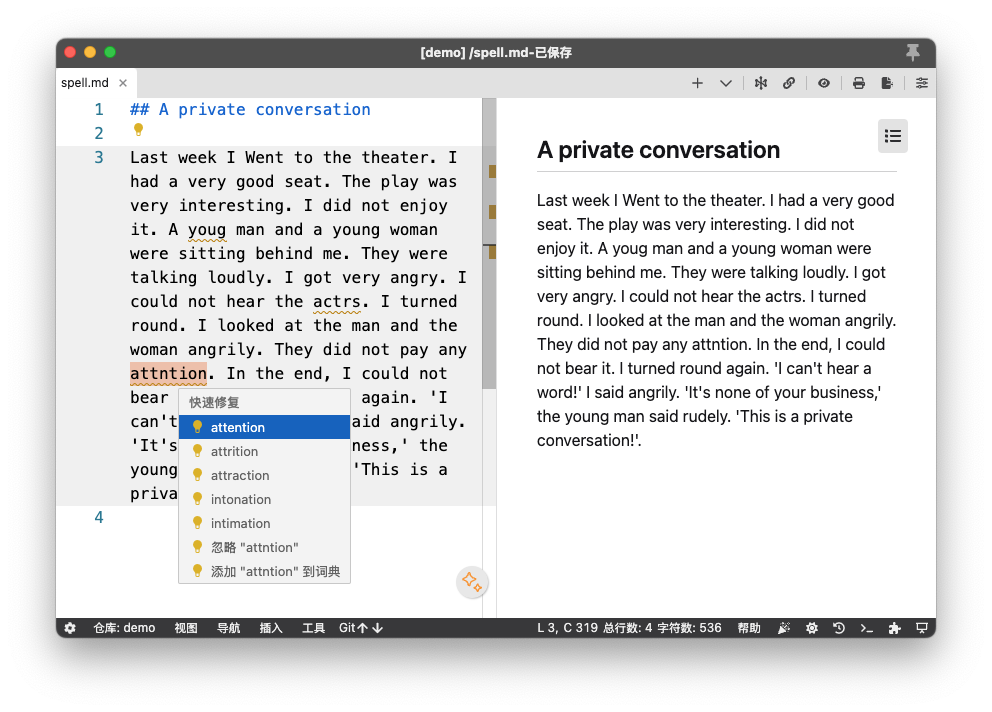 [demo] /spell.md-已保存
spell.md ×
1 ## A private conversation
2
3 Last week I Went to the theater. I
had a very good seat. The play was
very interesting. I did not enjoy
it. A youg man and a young woman
were sitting behind me. They were
talking loudly. I got very angry. I
could not hear the actrs. I turned
round. I looked at the man and the
woman angrily. They did not pay any
attntion. In the end, I could not
bear again. 'I
can't aid angrily.
'It's ness,' the
young 'This is a
priva
4
快速修复
attention
attrition
attraction
intonation
intimation
忽略 "attntion"
添加 "attntion" 到词典
A private conversation
Last week I Went to the theater. I had a very good
seat. The play was very interesting. I did not
enjoy it. A youg man and a young woman were
sitting behind me. They were talking loudly. I got
very angry. I could not hear the actrs. I turned
round. I looked at the man and the woman angrily.
They did not pay any attntion. In the end, I could
not bear it. I turned round again. 'I can't hear a
word!' I said angrily. 'It's none of your business,'
the young man said rudely. 'This is a private
conversation!'.
仓库: demo 视图 导航 插入 工具 Git↑↓ L 3, C 319 总行数: 4 字符数: 536 帮助